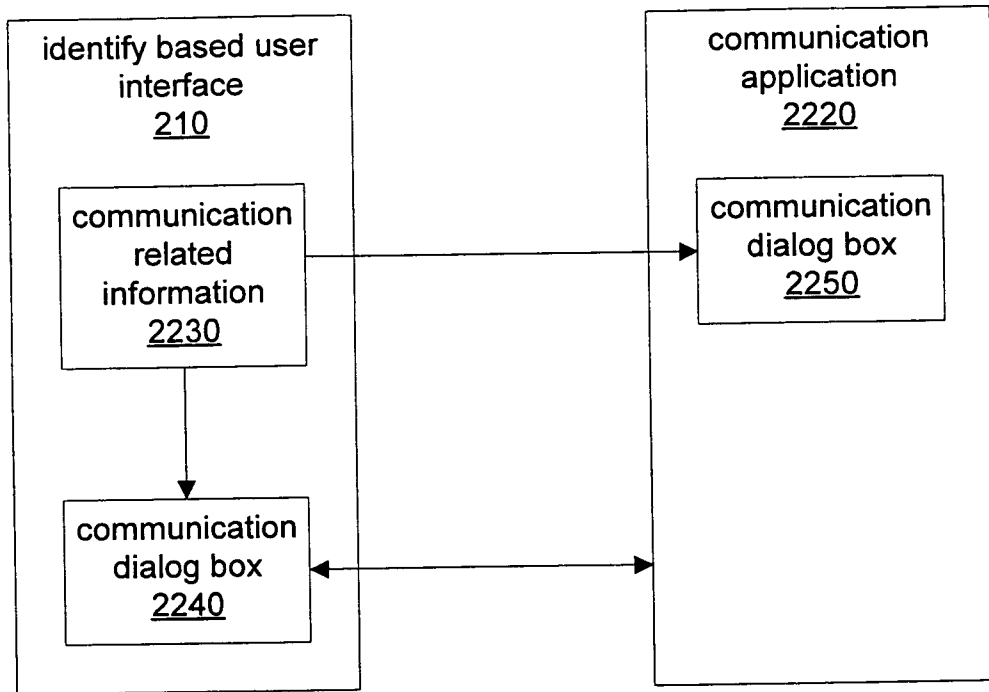 identify based user
interface
210
communication
related
information
2230
communication
dialog box
2240
communication
application
2220
communication
dialog box
2250